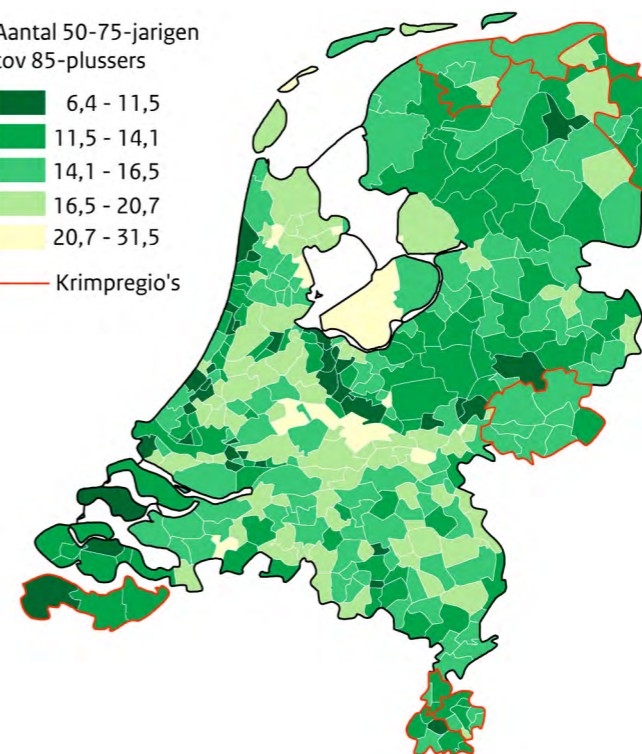 Aantal 50-75-jarigen
tov 85-plussers
6,4 - 11,5
11,5 - 14,1
14,1 - 16,5
16,5 - 20,7
20,7 - 31,5
Krimpregio's